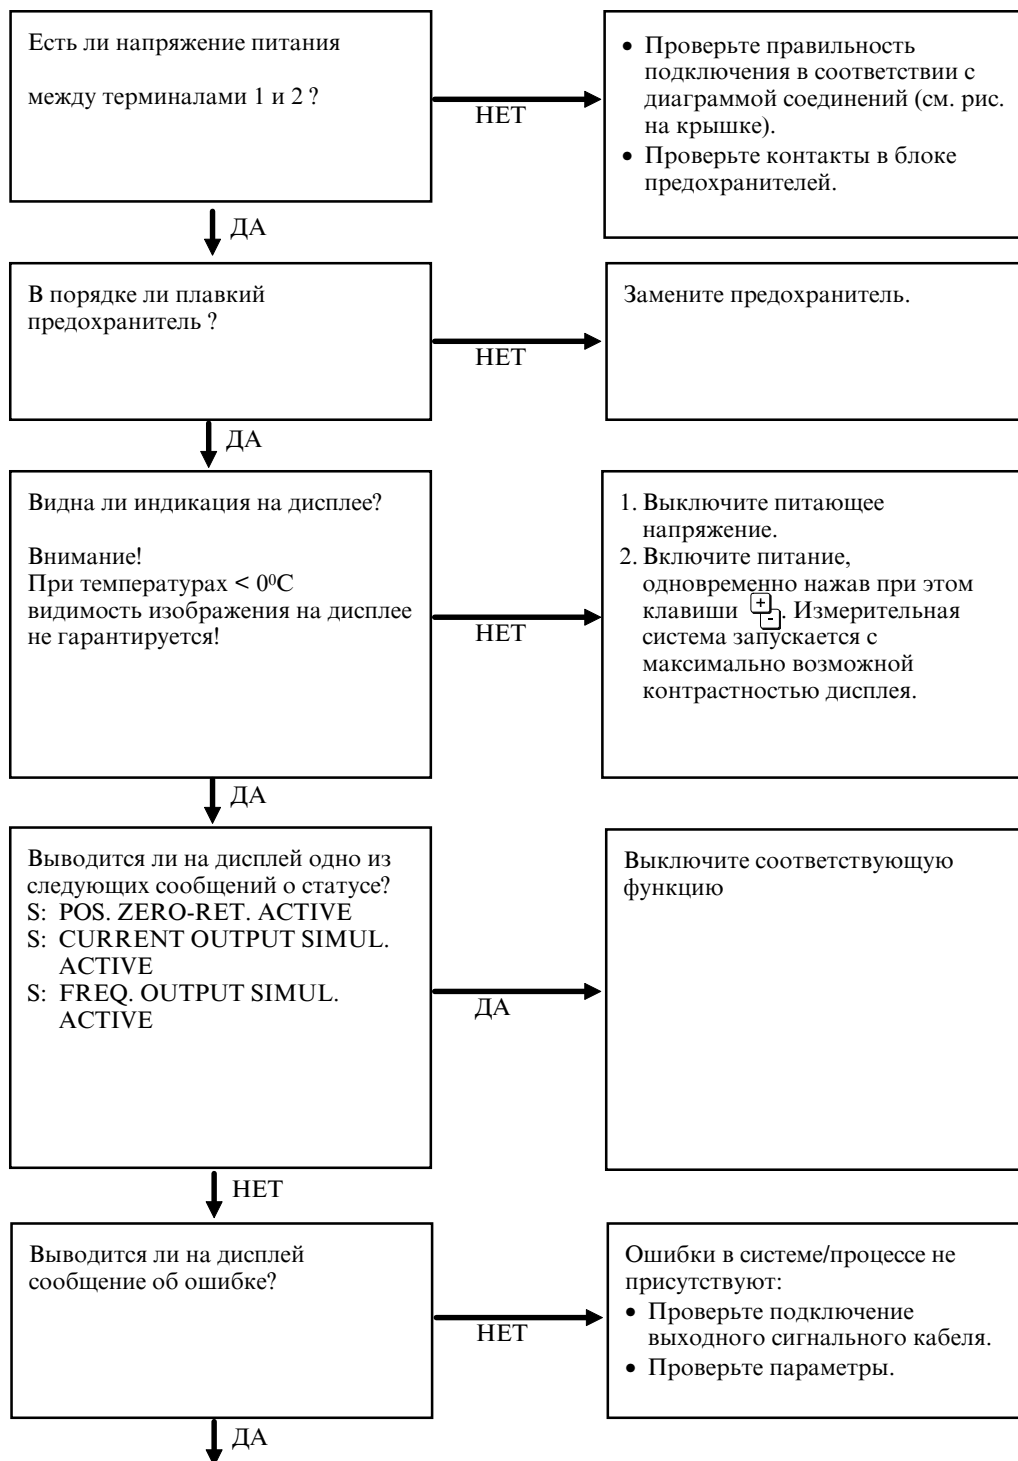 Есть ли напряжение питания
между терминалами 1 и 2 ?
НЕТ
• Проверьте правильность
подключения в соответствии с
диаграммой соединений (см. рис.
на крышке).
• Проверьте контакты в блоке
предохранителей.
ДА
В порядке ли плавкий
предохранитель ?
НЕТ
Замените предохранитель.
ДА
Видна ли индикация на дисплее?
Внимание!
При температурах < 0⁰C
видимость изображения на дисплее
не гарантируется!
НЕТ
1. Выключите питающее
напряжение.
2. Включите питание,
одновременно нажав при этом
клавиши + -. Измерительная
система запускается с
максимально возможной
контрастностью дисплея.
ДА
Выводится ли на дисплей одно из
следующих сообщений о статусе?
S: POS. ZERO-RET. ACTIVE
S: CURRENT OUTPUT SIMUL.
ACTIVE
S: FREQ. OUTPUT SIMUL.
ACTIVE
ДА
Выключите соответствующую
функцию
НЕТ
Выводится ли на дисплей
сообщение об ошибке?
НЕТ
Ошибки в системе/процессе не
присутствуют:
• Проверьте подключение
выходного сигнального кабеля.
• Проверьте параметры.
ДА